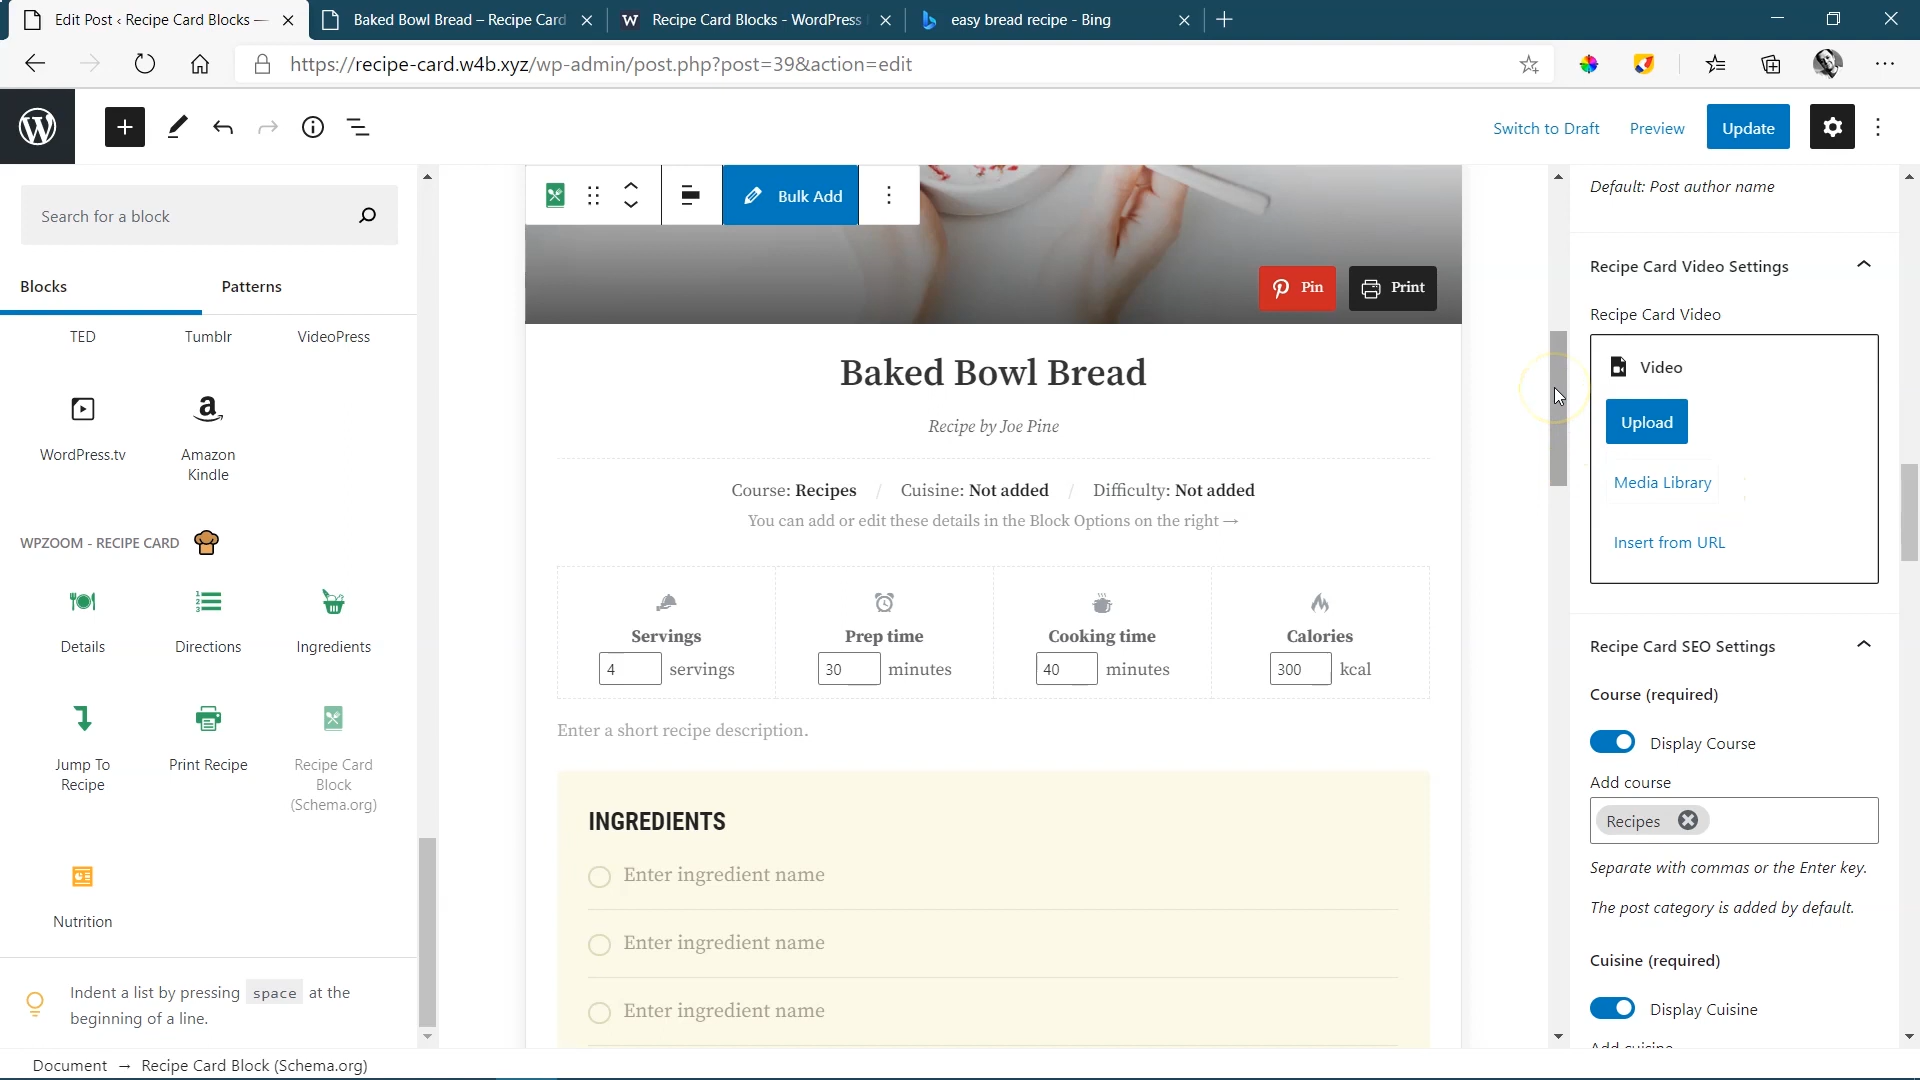 Edit Post ‹ Recipe Card Blocks —
Baked Bowl Bread – Recipe Card
Recipe Card Blocks - WordPress
easy bread recipe - Bing
https://recipe-card.w4b.xyz/wp-admin/post.php?post=39&action=edit
Switch to Draft
Preview
Update
Search for a block
Blocks
Patterns
TED
Tumblr
VideoPress
WordPress.tv
Amazon
Kindle
WPZOOM - RECIPE CARD
Details
Directions
Ingredients
Jump To
Recipe
Print Recipe
Recipe Card
Block
(Schema.org)
Nutrition
Indent a list by pressing space at the
beginning of a line.
Document → Recipe Card Block (Schema.org)
Bulk Add
Pin
Print
Baked Bowl Bread
Recipe by Joe Pine
Course: Recipes / Cuisine: Not added / Difficulty: Not added
You can add or edit these details in the Block Options on the right →
Servings
4 servings
Prep time
30 minutes
Cooking time
40 minutes
Calories
300 kcal
Enter a short recipe description.
INGREDIENTS
Enter ingredient name
Enter ingredient name
Enter ingredient name
Default: Post author name
Recipe Card Video Settings
Recipe Card Video
Video
Upload
Media Library
Insert from URL
Recipe Card SEO Settings
Course (required)
Display Course
Add course
Recipes
Separate with commas or the Enter key.
The post category is added by default.
Cuisine (required)
Display Cuisine
Add cuisine